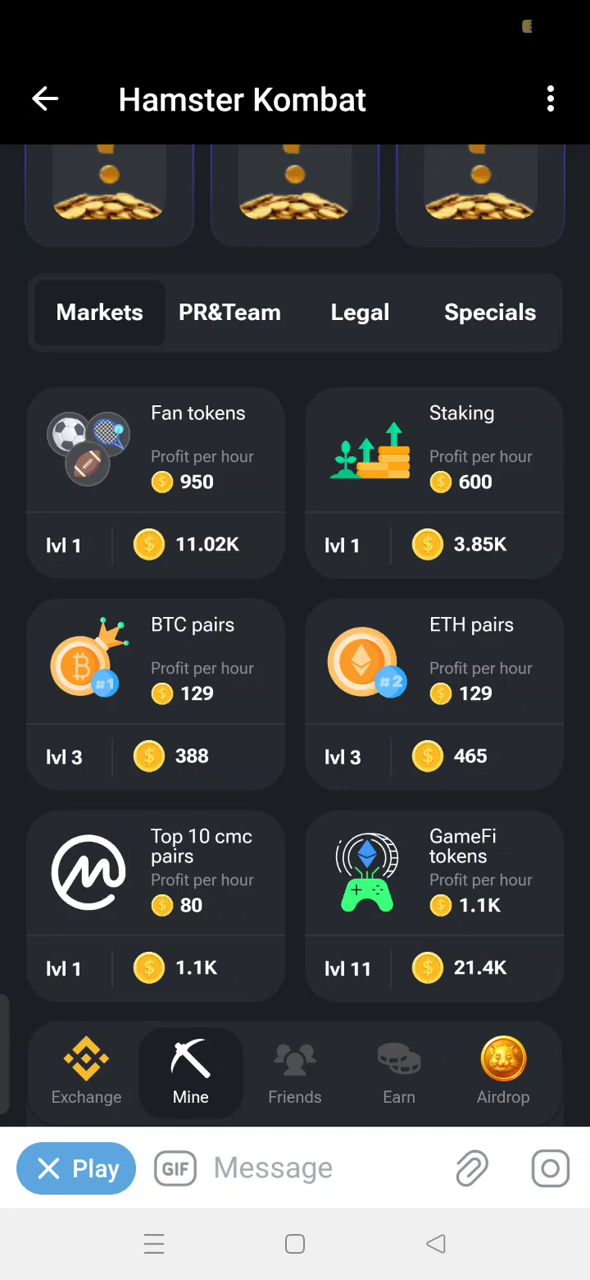 Hamster Kombat
Markets
PR&Team
Legal
Specials
Fan tokens
Profit per hour
950
lvl 1
11.02K
Staking
Profit per hour
600
lvl 1
3.85K
BTC pairs
#1
Profit per hour
129
lvl 3
388
ETH pairs
#2
Profit per hour
129
lvl 3
465
Top 10 cmc
pairs
Profit per hour
80
lvl 1
1.1K
GameFi
tokens
Profit per hour
1.1K
lvl 11
21.4K
Exchange
Mine
Friends
Earn
Airdrop
Play
GIF
Message